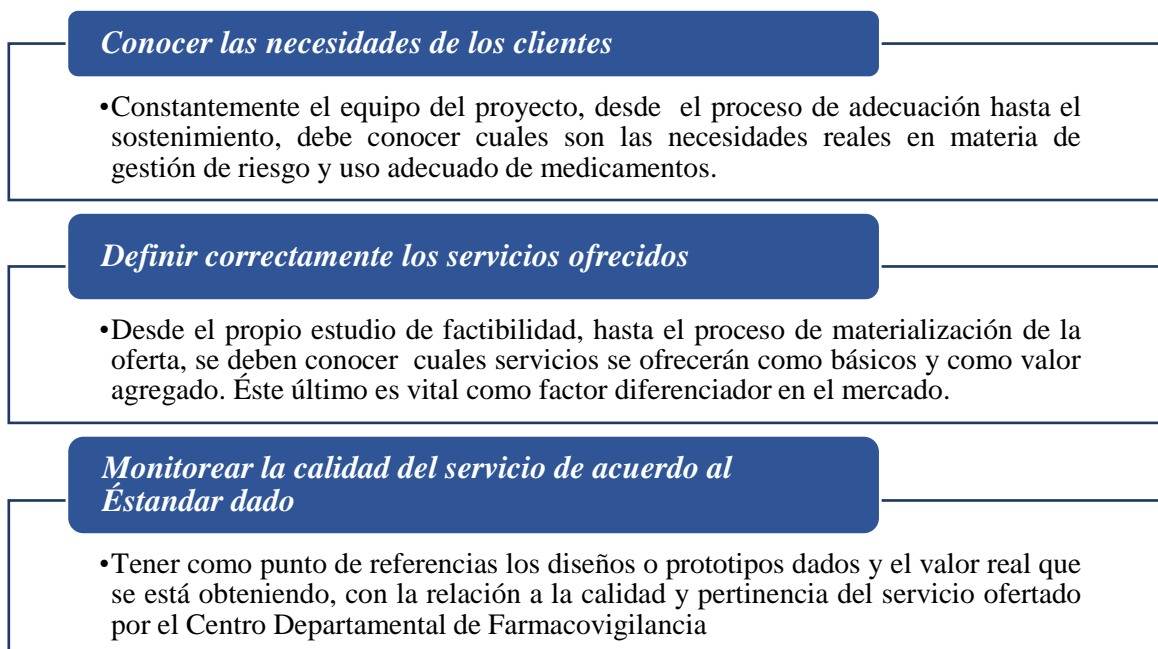 Conocer las necesidades de los clientes
•Constantemente el equipo del proyecto, desde el proceso de adecuación hasta el
sostenimiento, debe conocer cuales son las necesidades reales en materia de
gestión de riesgo y uso adecuado de medicamentos.
Definir correctamente los servicios ofrecidos
•Desde el propio estudio de factibilidad, hasta el proceso de materialización de la
oferta, se deben conocer cuales servicios se ofrecerán como básicos y como valor
agregado. Éste último es vital como factor diferenciador en el mercado.
Monitorear la calidad del servicio de acuerdo al
Éstandar dado
•Tener como punto de referencias los diseños o prototipos dados y el valor real que
se está obteniendo, con la relación a la calidad y pertinencia del servicio ofertado
por el Centro Departamental de Farmacovigilancia